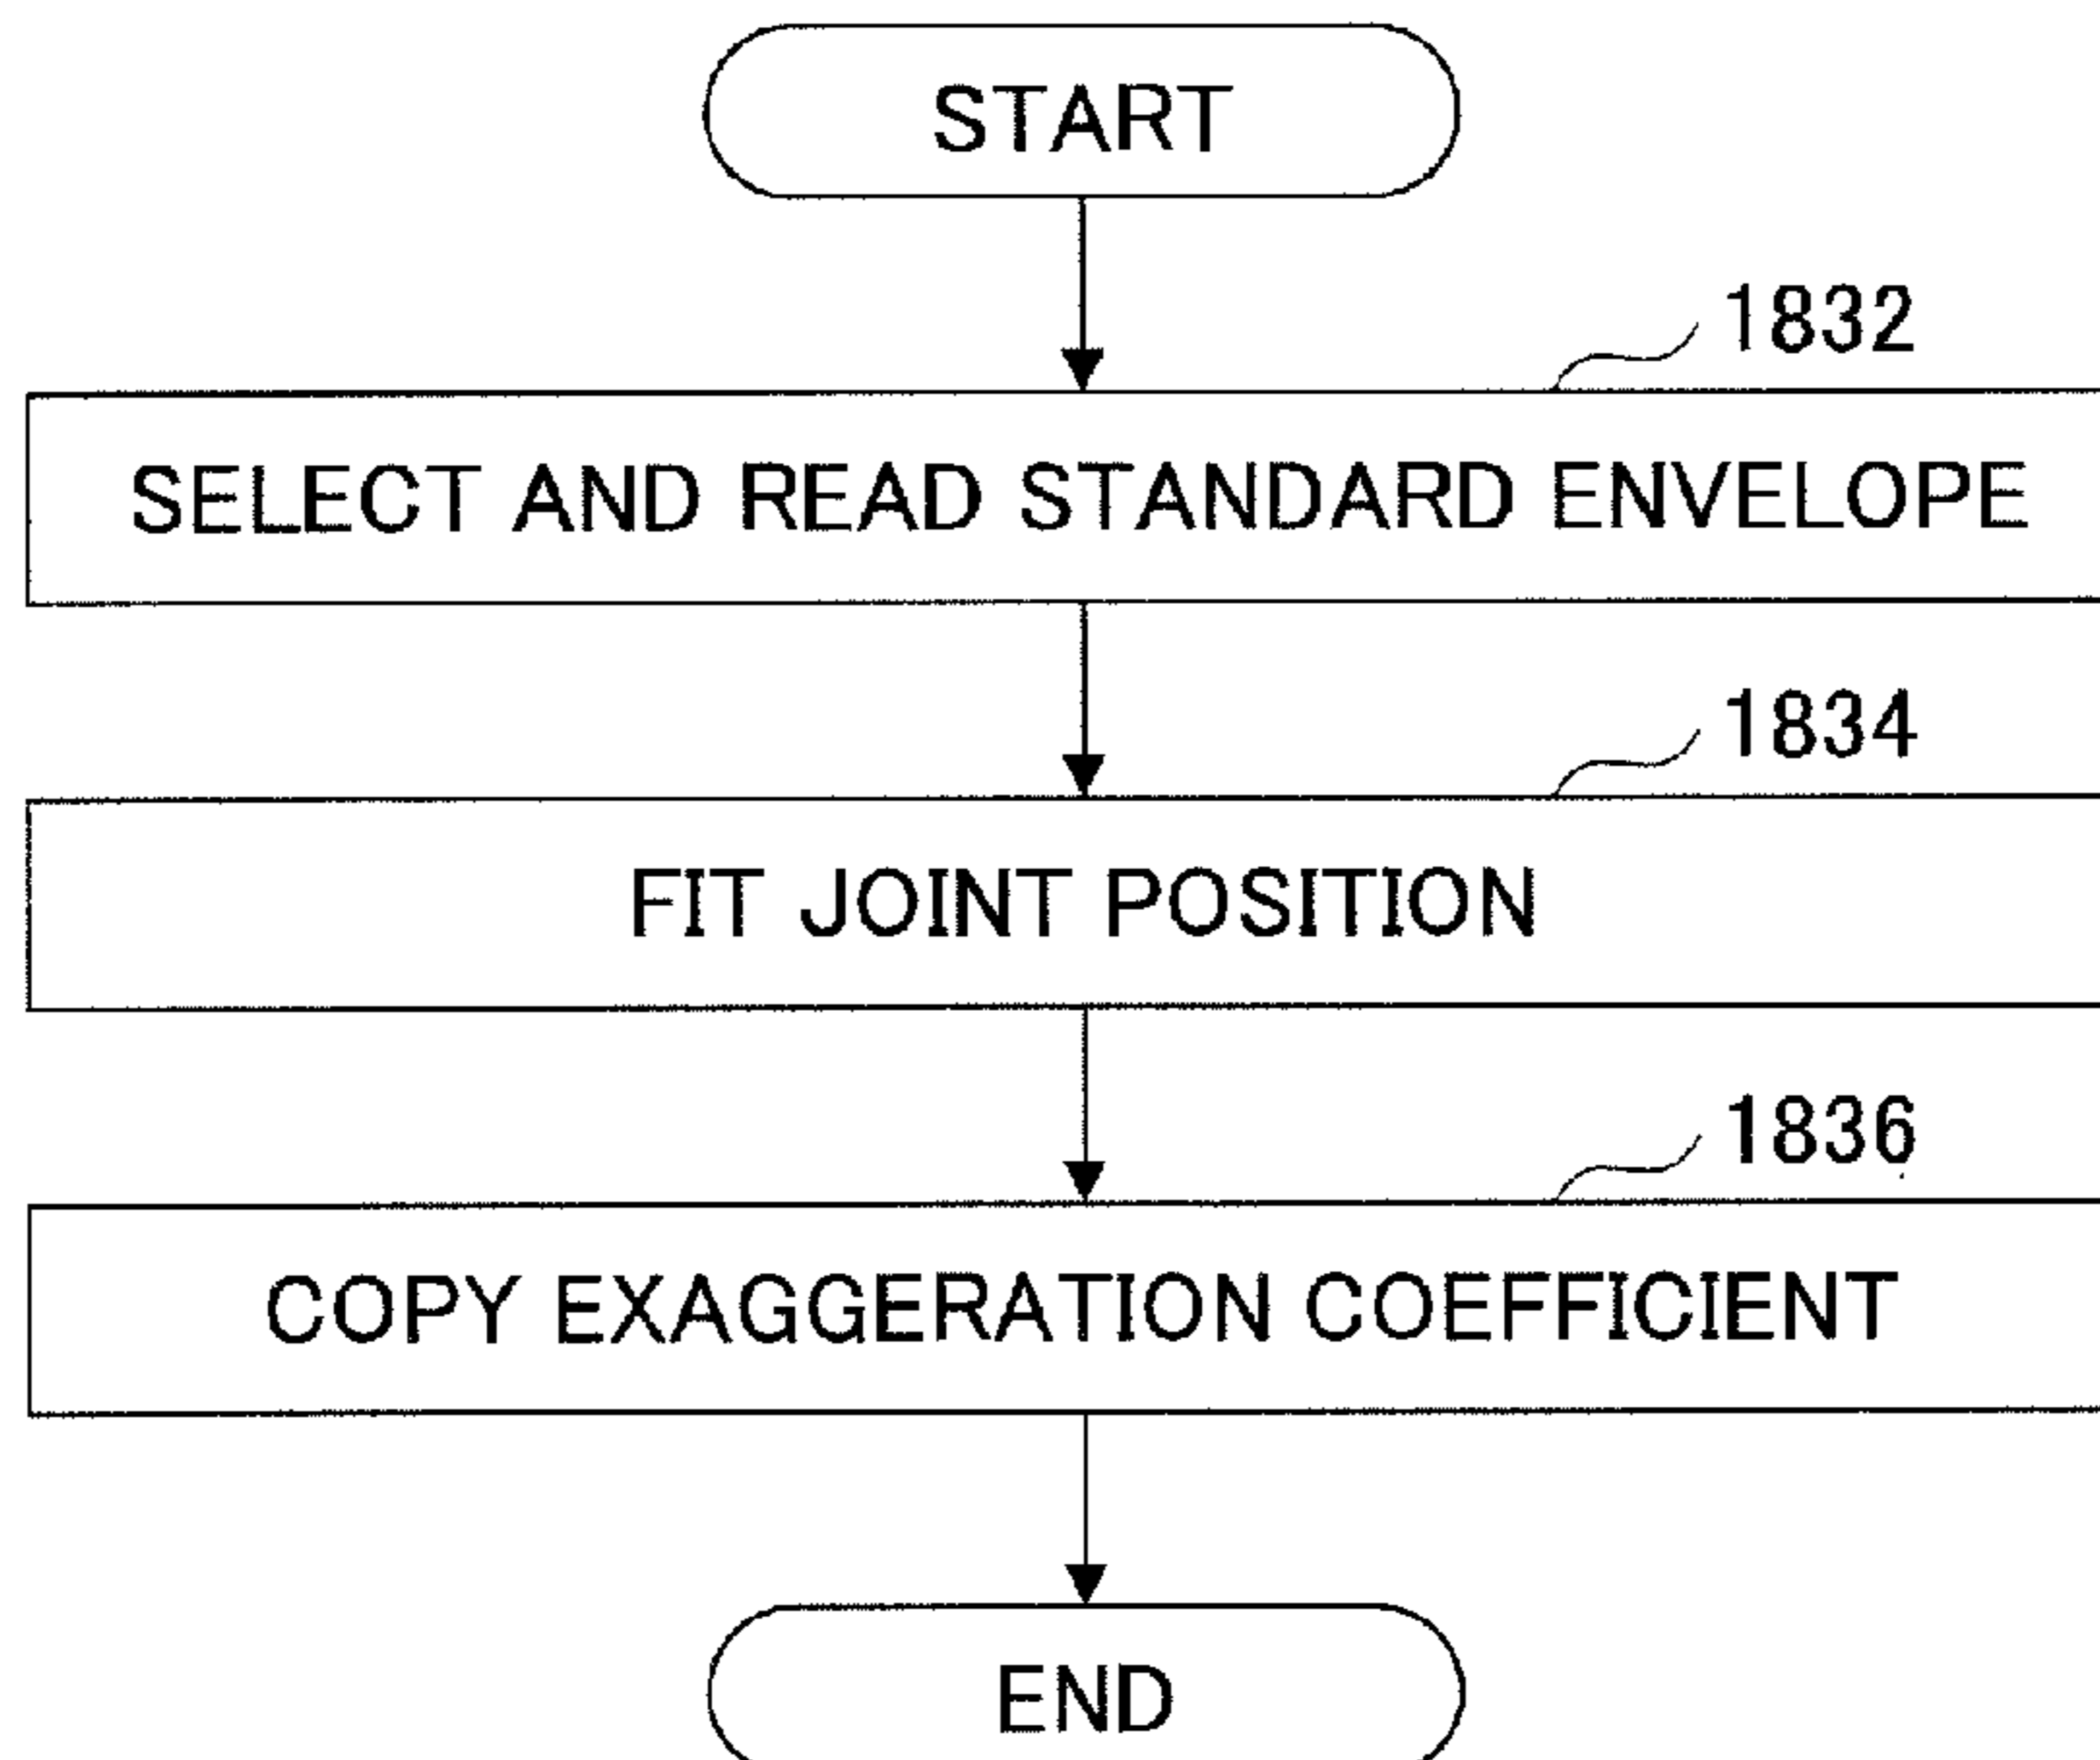 START
1832
SELECT AND READ STANDARD ENVELOPE
1834
FIT JOINT POSITION
1836
COPY EXAGGERATION COEFFICIENT
END